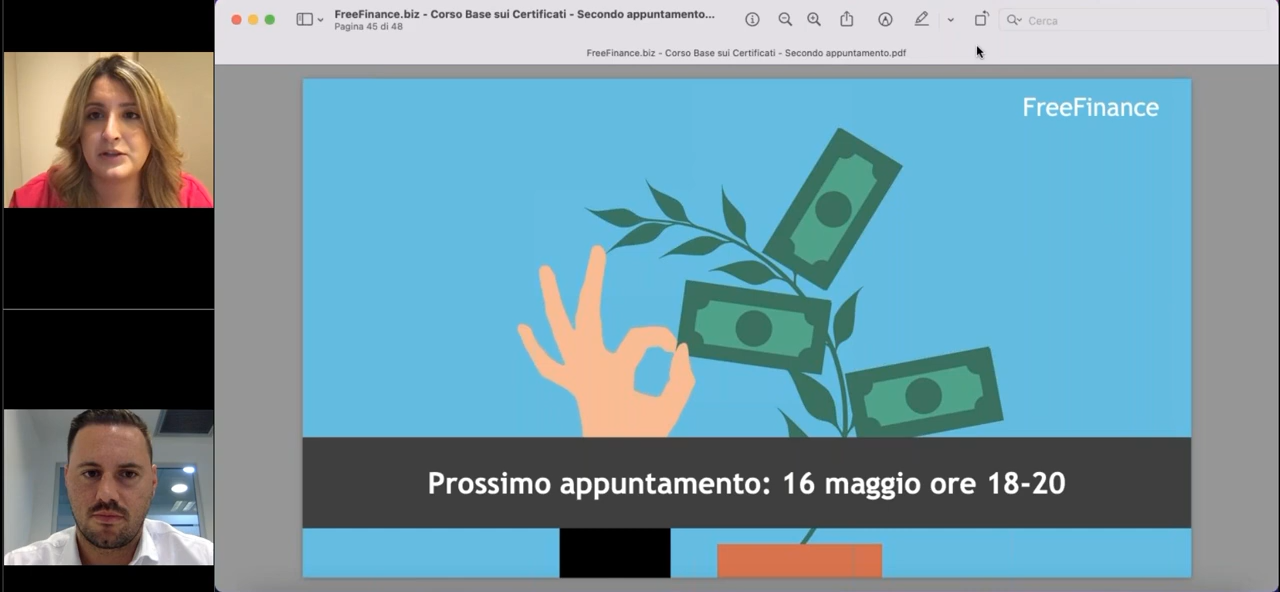 FreeFinance.biz - Corso Base sui Certificati - Secondo appuntamento...
Pagina 45 di 48
Cerca
FreeFinance.biz - Corso Base sui Certificati - Secondo appuntamento.pdf
FreeFinance
Prossimo appuntamento: 16 maggio ore 18-20